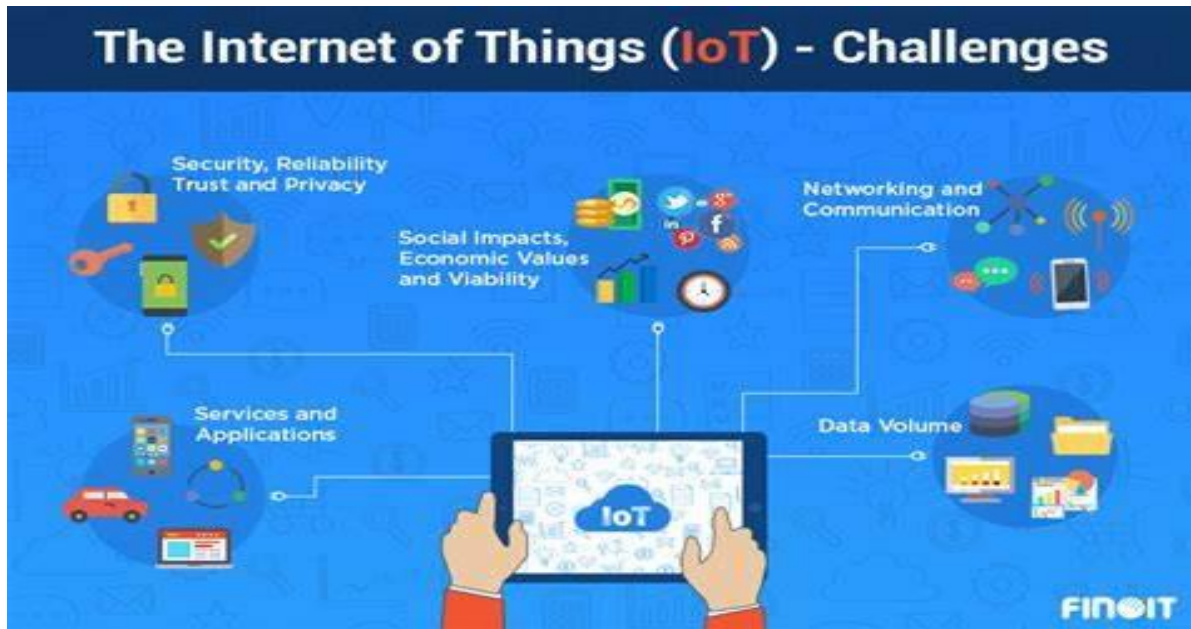 The Internet of Things (IoT) - Challenges
Security, Reliability
Trust and Privacy
Social Impacts,
Economic Values
and Viability
Networking and
Communication
Services and
Applications
Data Volume
IoT
FINOIT